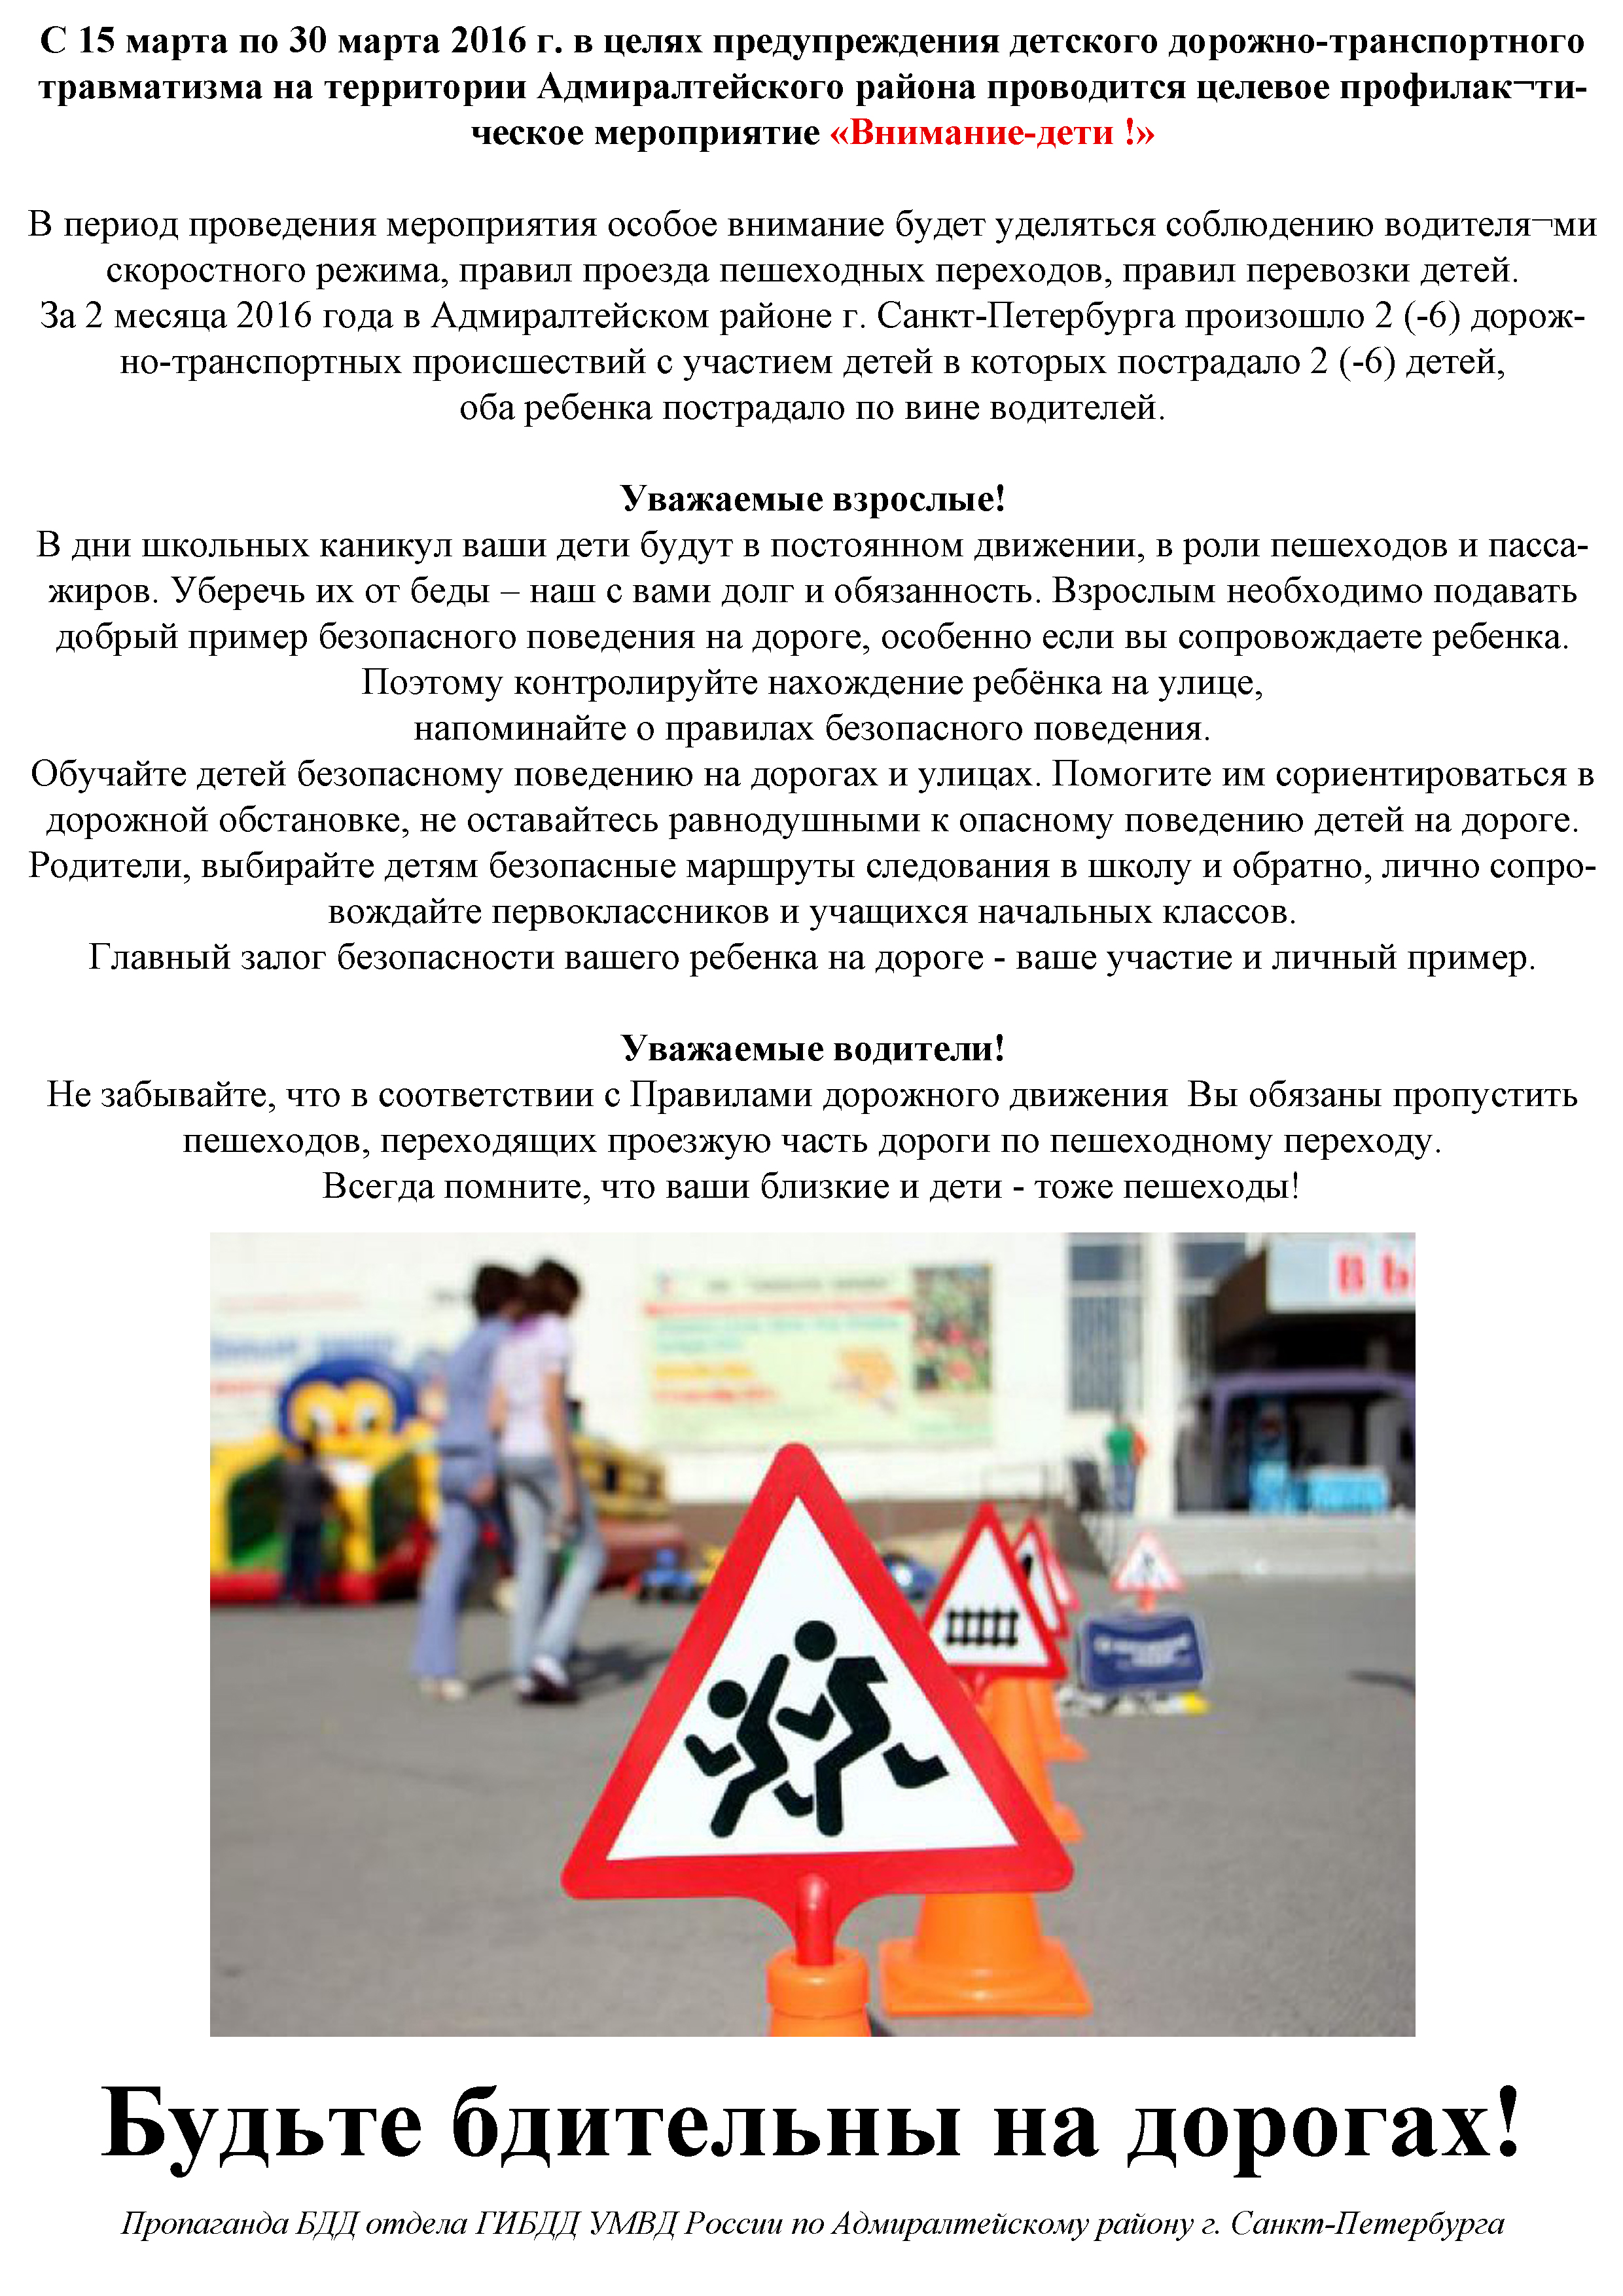 С 15 марта по 30 марта 2016 г. в целях предупреждения детского дорожно-транспортного
травматизма на территории Адмиралтейского района проводится целевое профилак¬ти-
ческое мероприятие «Внимание-дети !»
В период проведения мероприятия особое внимание будет уделяться соблюдению водителя¬ми
скоростного режима, правил проезда пешеходных переходов, правил перевозки детей.
За 2 месяца 2016 года в Адмиралтейском районе г. Санкт-Петербурга произошло 2 (-6) дорож-
но-транспортных происшествий с участием детей в которых пострадало 2 (-6) детей,
оба ребенка пострадало по вине водителей.
Уважаемые взрослые!
В дни школьных каникул ваши дети будут в постоянном движении, в роли пешеходов и пасса-
жиров. Уберечь их от беды – наш с вами долг и обязанность. Взрослым необходимо подавать
добрый пример безопасного поведения на дороге, особенно если вы сопровождаете ребенка.
Поэтому контролируйте нахождение ребёнка на улице,
напоминайте о правилах безопасного поведения.
Обучайте детей безопасному поведению на дорогах и улицах. Помогите им сориентироваться в
дорожной обстановке, не оставайтесь равнодушными к опасному поведению детей на дороге.
Родители, выбирайте детям безопасные маршруты следования в школу и обратно, лично сопро-
вождайте первоклассников и учащихся начальных классов.
Главный залог безопасности вашего ребенка на дороге - ваше участие и личный пример.
Уважаемые водители!
Не забывайте, что в соответствии с Правилами дорожного движения  Вы обязаны пропустить
пешеходов, переходящих проезжую часть дороги по пешеходному переходу.
Всегда помните, что ваши близкие и дети - тоже пешеходы!
Будьте бдительны на дорогах!
Пропаганда БДД отдела ГИБДД УМВД России по Адмиралтейскому району г. Санкт-Петербурга